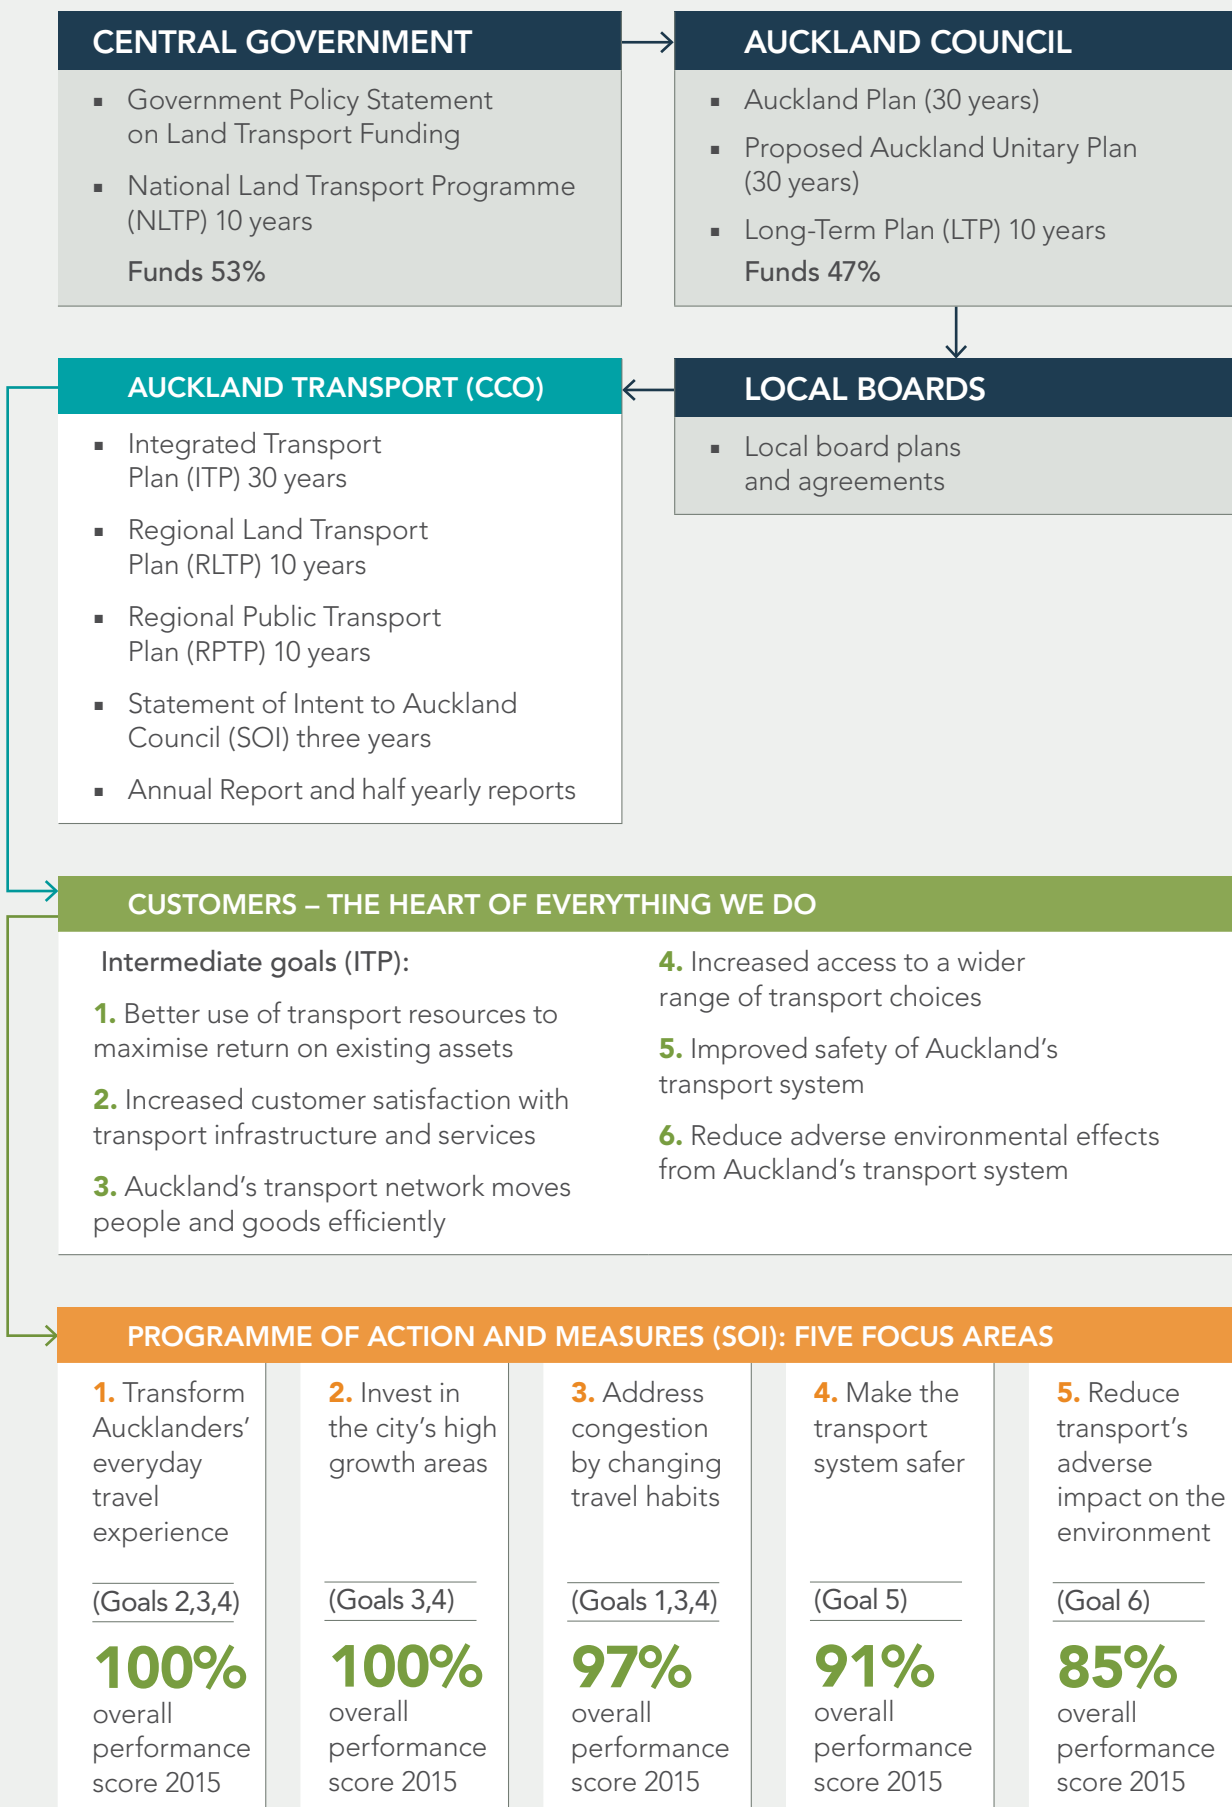 CENTRAL GOVERNMENT
▪ Government Policy Statement
on Land Transport Funding
▪ National Land Transport Programme
(NLTP) 10 years
Funds 53%
AUCKLAND COUNCIL
▪ Auckland Plan (30 years)
▪ Proposed Auckland Unitary Plan
(30 years)
▪ Long-Term Plan (LTP) 10 years
Funds 47%
LOCAL BOARDS
▪ Local board plans
and agreements
AUCKLAND TRANSPORT (CCO)
▪ Integrated Transport
Plan (ITP) 30 years
▪ Regional Land Transport
Plan (RLTP) 10 years
▪ Regional Public Transport
Plan (RPTP) 10 years
▪ Statement of Intent to Auckland
Council (SOI) three years
▪ Annual Report and half yearly reports
CUSTOMERS – THE HEART OF EVERYTHING WE DO
Intermediate goals (ITP):
1. Better use of transport resources to
maximise return on existing assets
2. Increased customer satisfaction with
transport infrastructure and services
3. Auckland’s transport network moves
people and goods efficiently
4. Increased access to a wider
range of transport choices
5. Improved safety of Auckland’s
transport system
6. Reduce adverse environmental effects
from Auckland’s transport system
PROGRAMME OF ACTION AND MEASURES (SOI): FIVE FOCUS AREAS
1. Transform
Aucklanders’
everyday
travel
experience
(Goals 2,3,4)
100%
overall
performance
score 2015
2. Invest in
the city’s high
growth areas
(Goals 3,4)
100%
overall
performance
score 2015
3. Address
congestion
by changing
travel habits
(Goals 1,3,4)
97%
overall
performance
score 2015
4. Make the
transport
system safer
(Goal 5)
91%
overall
performance
score 2015
5. Reduce
transport’s
adverse
impact on the
environment
(Goal 6)
85%
overall
performance
score 2015